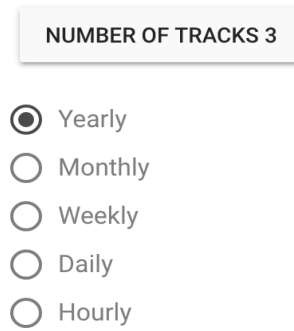 NUMBER OF TRACKS 3
Yearly
Monthly
Weekly
Daily
Hourly